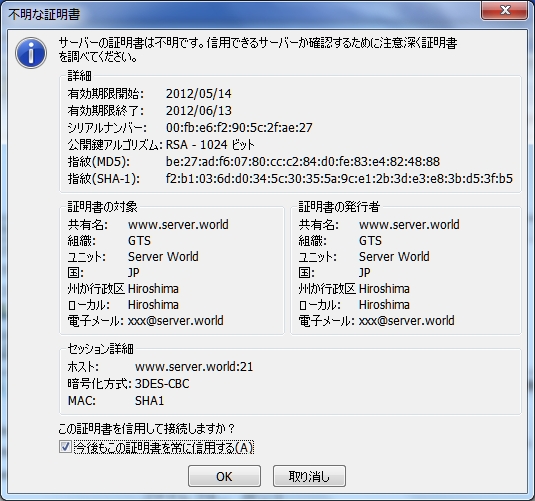 不明な証明書
サーバーの証明書は不明です。信用できるサーバーか確認するために注意深く証明書
を調べてください。
詳細
有効期限開始: 2012/05/14
有効期限終了: 2012/06/13
シリアルナンバー: 00:fb:e6:f2:90:5c:2f:ae:27
公開鍵アルゴリズム: RSA - 1024 ビット
指紋(MD5): be:27:ad:f6:07:80:cc:c2:84:d0:fe:83:e4:82:48:88
指紋(SHA-1): f2:b1:03:6d:d0:34:5c:30:35:5a:9c:e1:2b:3d:e3:e8:3b:d5:3f:b5
証明書の対象
共有名: www.server.world
組織: GTS
ユニット: Server World
国: JP
州か行政区 Hiroshima
ローカル: Hiroshima
電子メール: xxx@server.world
証明書の発行者
共有名: www.server.world
組織: GTS
ユニット: Server World
国: JP
州か行政区 Hiroshima
ローカル: Hiroshima
電子メール: xxx@server.world
セッション詳細
ホスト: www.server.world:21
暗号化方式: 3DES-CBC
MAC: SHA1
この証明書を信用して接続しますか？
今後もこの証明書を常に信用する(A)
OK 取り消し